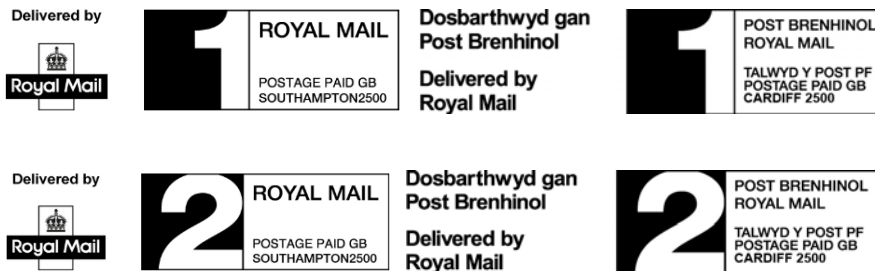 Delivered by
Royal Mail
1
ROYAL MAIL
POSTAGE PAID GB
SOUTHAMPTON2500
Dosbarthwyd gan
Post Brenhinol
Delivered by
Royal Mail
1
POST BRENHINOL
ROYAL MAIL
TALWYD Y POST PF
POSTAGE PAID GB
CARDIFF 2500
Delivered by
Royal Mail
2
ROYAL MAIL
POSTAGE PAID GB
SOUTHAMPTON2500
Dosbarthwyd gan
Post Brenhinol
Delivered by
Royal Mail
2
POST BRENHINOL
ROYAL MAIL
TALWYD Y POST PF
POSTAGE PAID GB
CARDIFF 2500